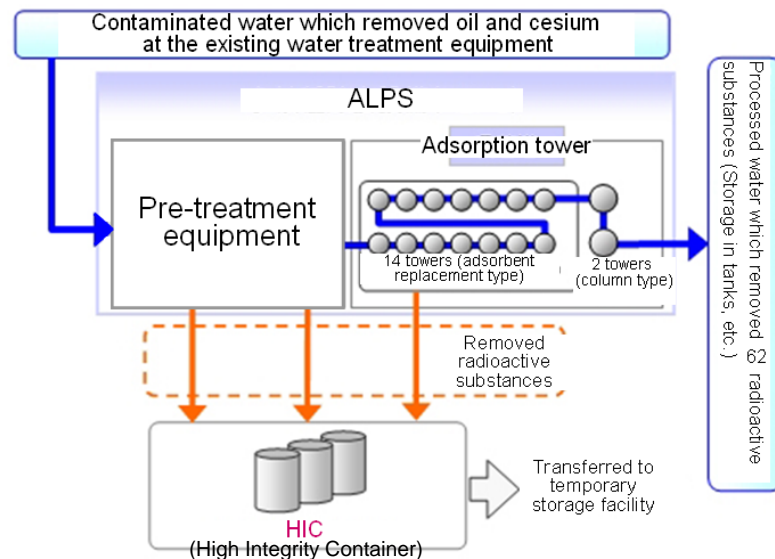 Contaminated water which removed oil and cesium
at the existing water treatment equipment
ALPS
Adsorption tower
Pre-treatment
equipment
14 towers (adsorbent
replacement type)
2 towers
(column type)
Processed water which removed 62 radioactive
substances (Storage in tanks, etc.)
Removed
radioactive
substances
HIC
(High Integrity Container)
Transferred to
temporary
storage facility